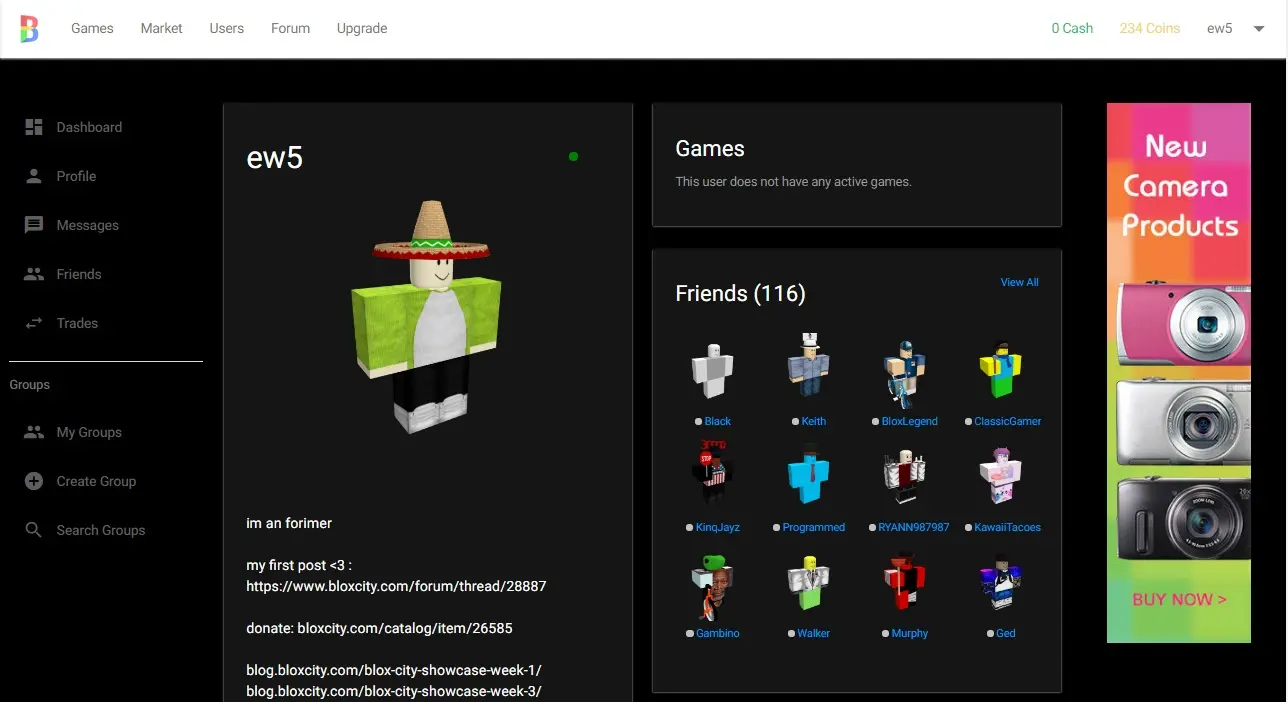 B
Games
Market
Users
Forum
Upgrade
0 Cash
234 Coins
ew5
Dashboard
Profile
Messages
Friends
Trades
Groups
My Groups
Create Group
Search Groups
ew5
im an forimer
my first post <3 :
https://www.bloxcity.com/forum/thread/28887
donate: bloxcity.com/catalog/item/26585
blog.bloxcity.com/blox-city-showcase-week-1/
blog.bloxcity.com/blox-city-showcase-week-3/
Games
This user does not have any active games.
Friends (116)
View All
Black
Keith
BloxLegend
ClassicGamer
STOP
KinqJayz
Programmed
RYANN987987
KawaiiTacoes
Gambino
Walker
Murphy
Ged
New
Camera
Products
ZOOM LENS
BUY NOW >